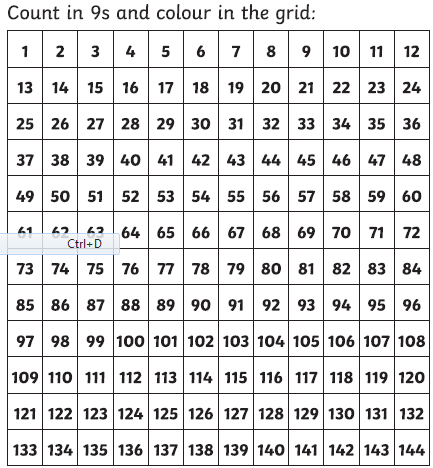 Count in 9s and colour in the grid:
1 2 3 4 5 6 7 8 9 10 11 12
13 14 15 16 17 18 19 20 21 22 23 24
25 26 27 28 29 30 31 32 33 34 35 36
37 38 39 40 41 42 43 44 45 46 47 48
49 50 51 52 53 54 55 56 57 58 59 60
61 62 63 64 65 66 67 68 69 70 71 72
Ctrl+D
73 74 75 76 77 78 79 80 81 82 83 84
85 86 87 88 89 90 91 92 93 94 95 96
97 98 99 100 101 102 103 104 105 106 107 108
109 110 111 112 113 114 115 116 117 118 119 120
121 122 123 124 125 126 127 128 129 130 131 132
133 134 135 136 137 138 139 140 141 142 143 144